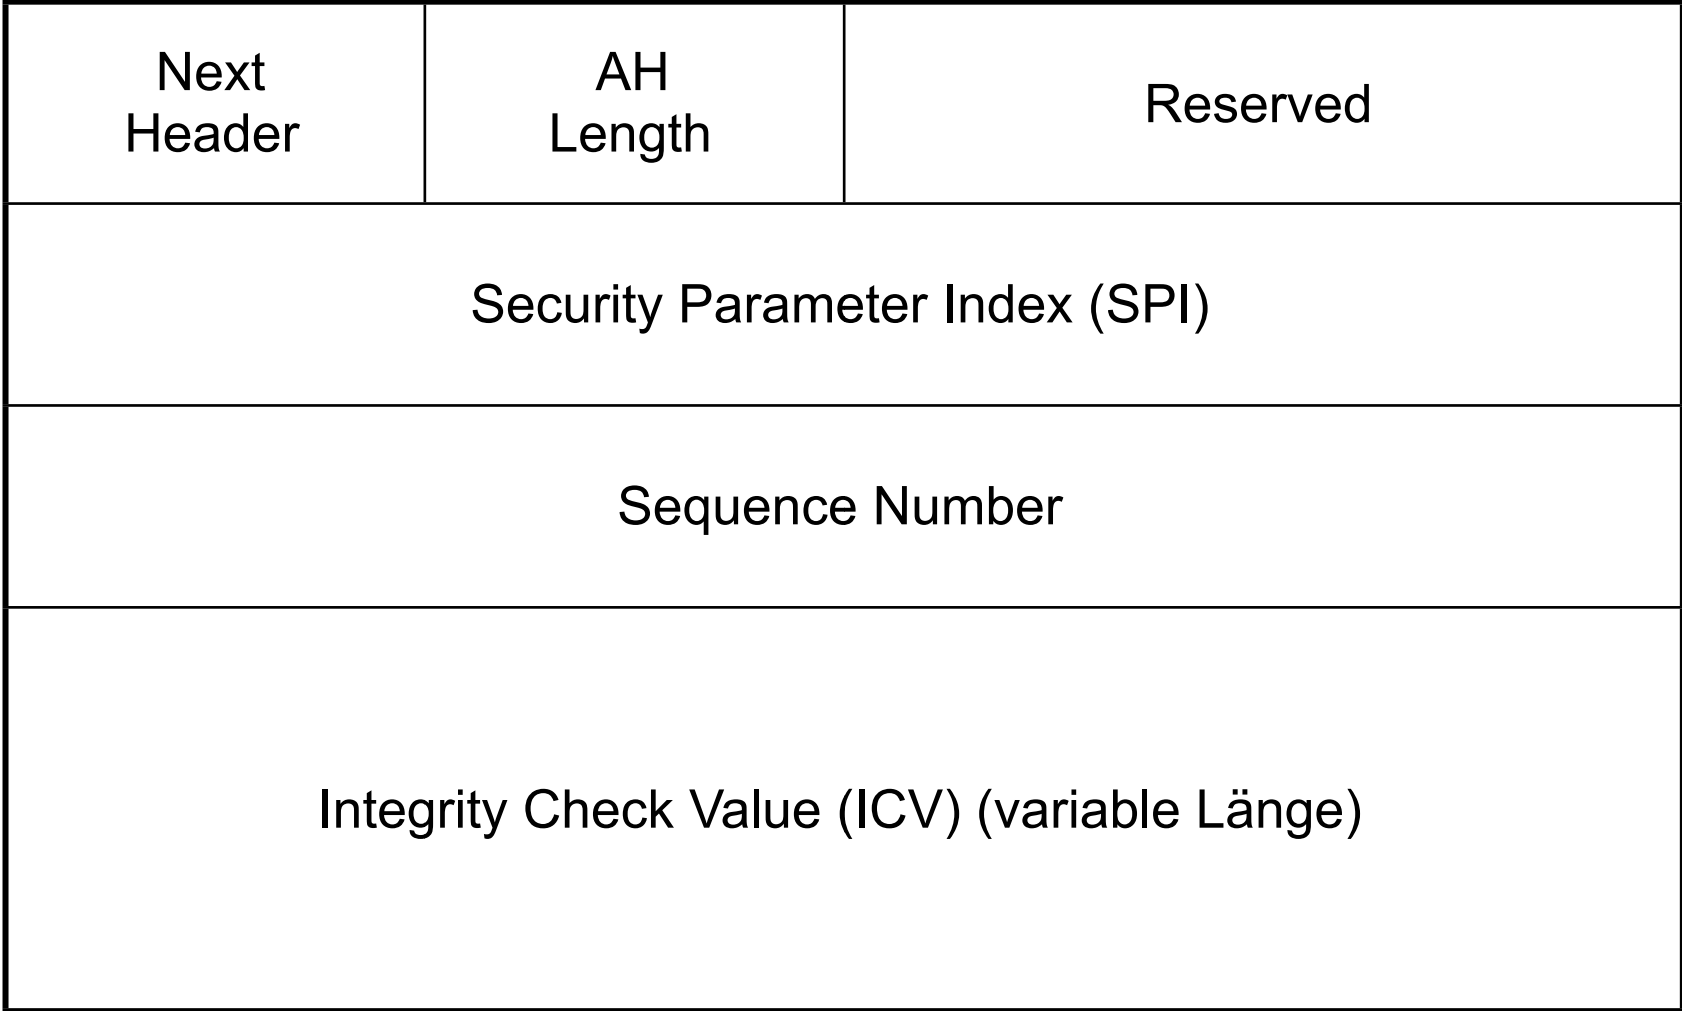 Next
Header
AH
Length
Reserved
Security Parameter Index (SPI)
Sequence Number
Integrity Check Value (ICV) (variable Länge)